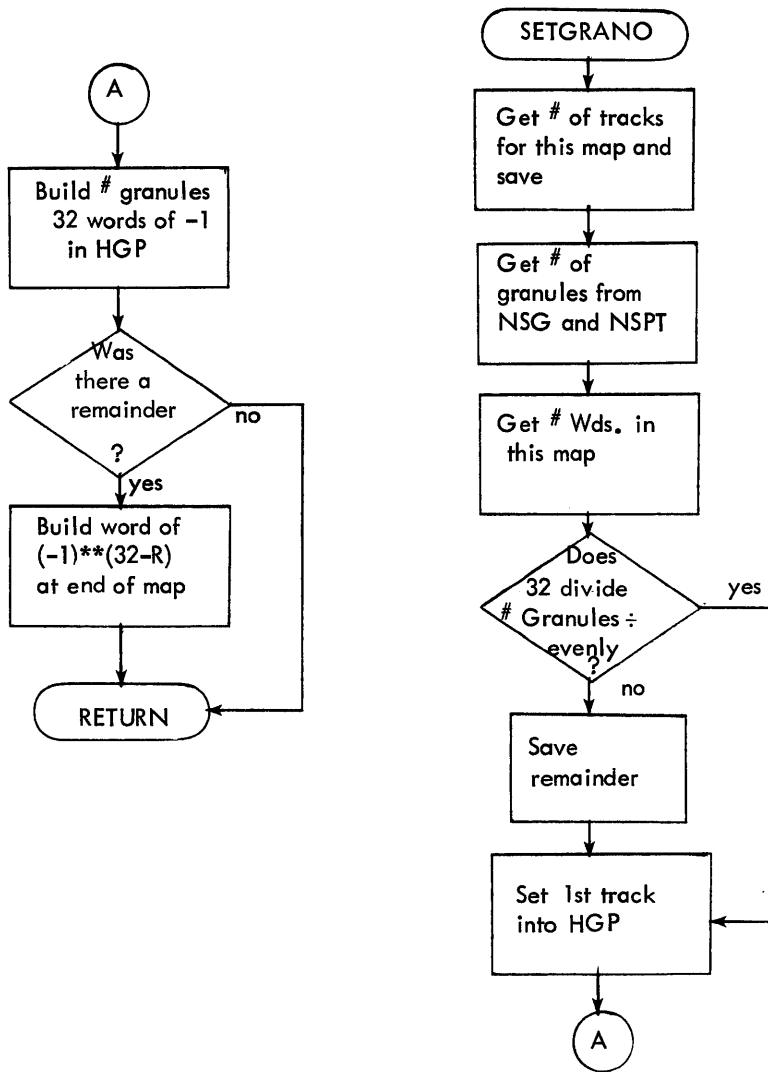 A
Build # granules
32 words of -1
in HGP
Was
there a
remainder
?
no
yes
Build word of
(-1)**(32-R)
at end of map
RETURN
SETGRANO
Get # of tracks
for this map and
save
Get # of
granules from
NSG and NSPT
Get # Wds. in
this map
Does
32 divide
# Granules ÷
evenly
?
yes
no
Save
remainder
Set 1st track
into HGP
A